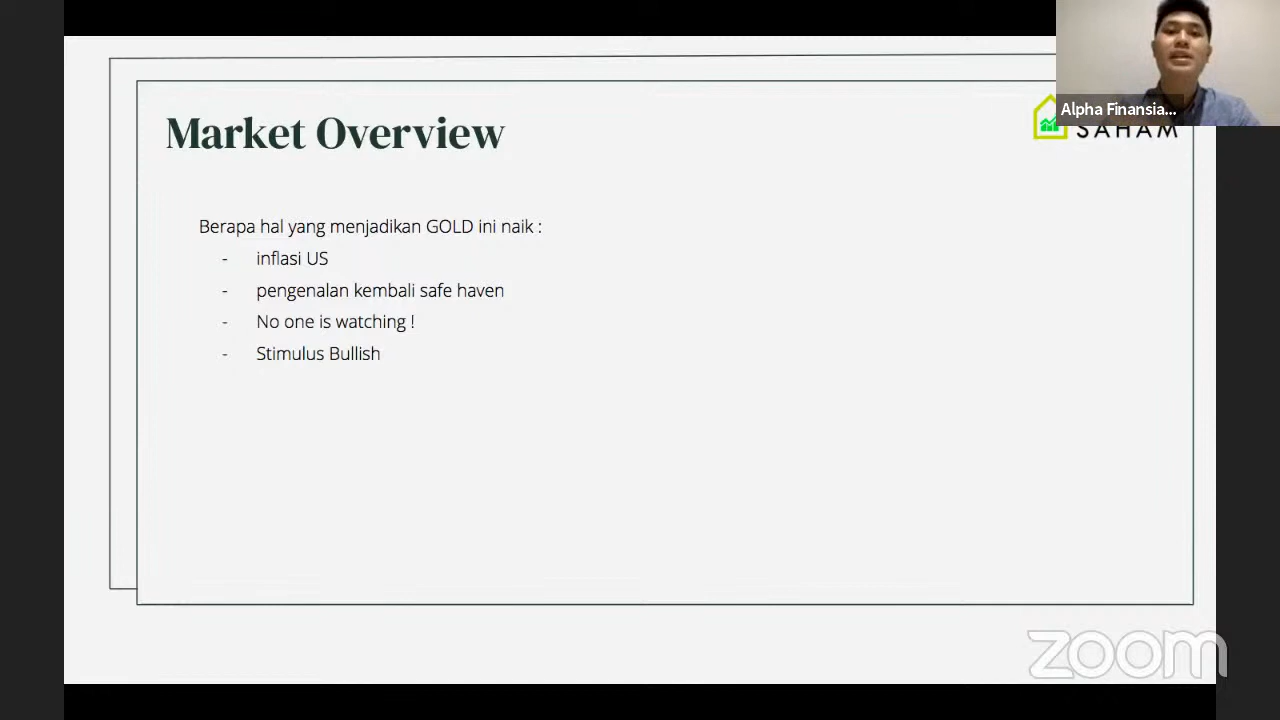 Market Overview
Alpha Finansia...
SAHAM
Berapa hal yang menjadikan GOLD ini naik :
- inflasi US
- pengenalan kembali safe haven
- No one is watching !
- Stimulus Bullish
zoom